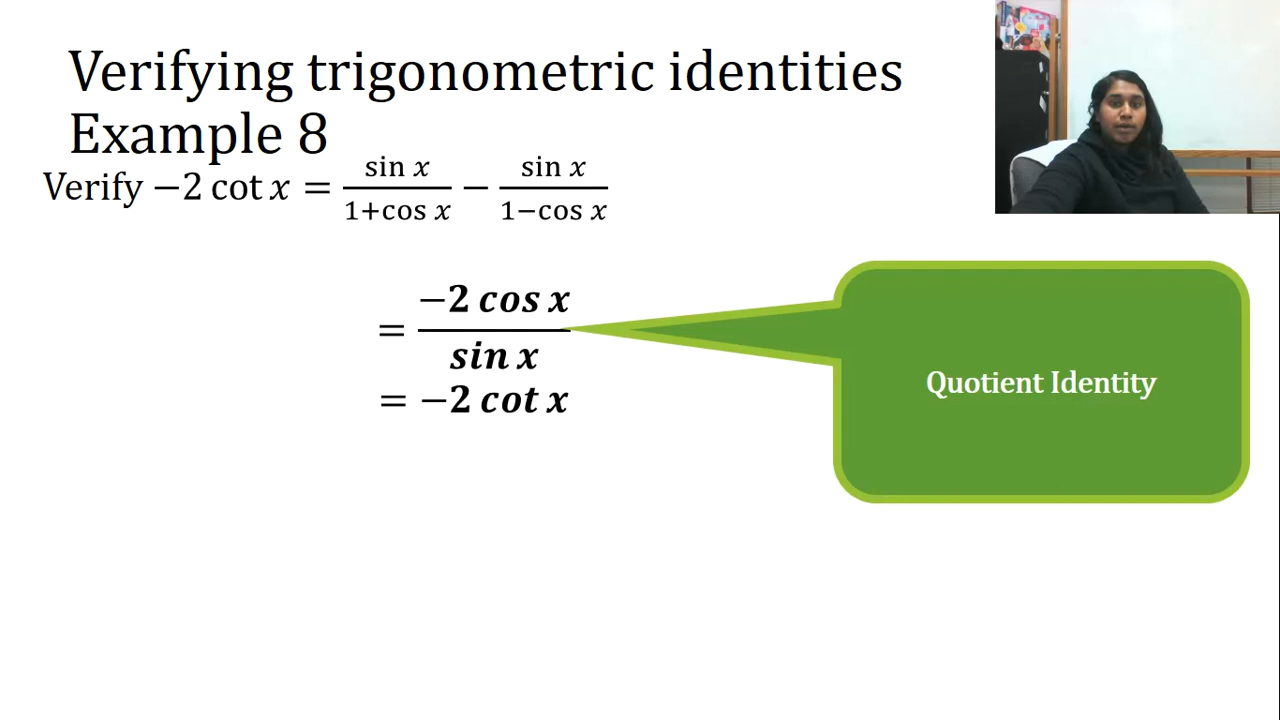 Verifying trigonometric identities
Example 8
Verify −2 cot x = sin x / 1+cos x − sin x / 1−cos x
= −2 cos x / sin x
= −2 cot x
Quotient Identity